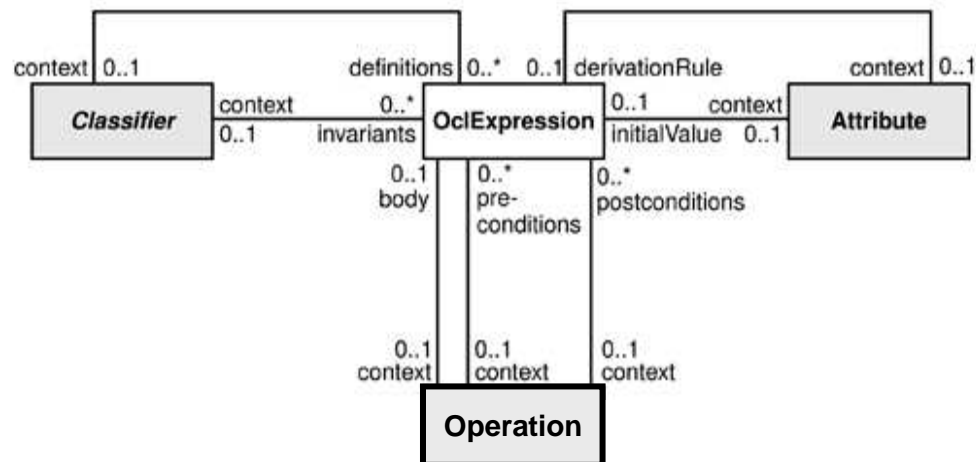 context 0..1 definitions 0..* 0..1 derivationRule context 0..1
Classifier
context
0..1
0..*
invariants
OclExpression
0..1
initialValue
context
0..1
Attribute
0..1
body
0..*
pre-
conditions
0..*
postconditions
0..1
context
0..1
context
0..1
context
Operation